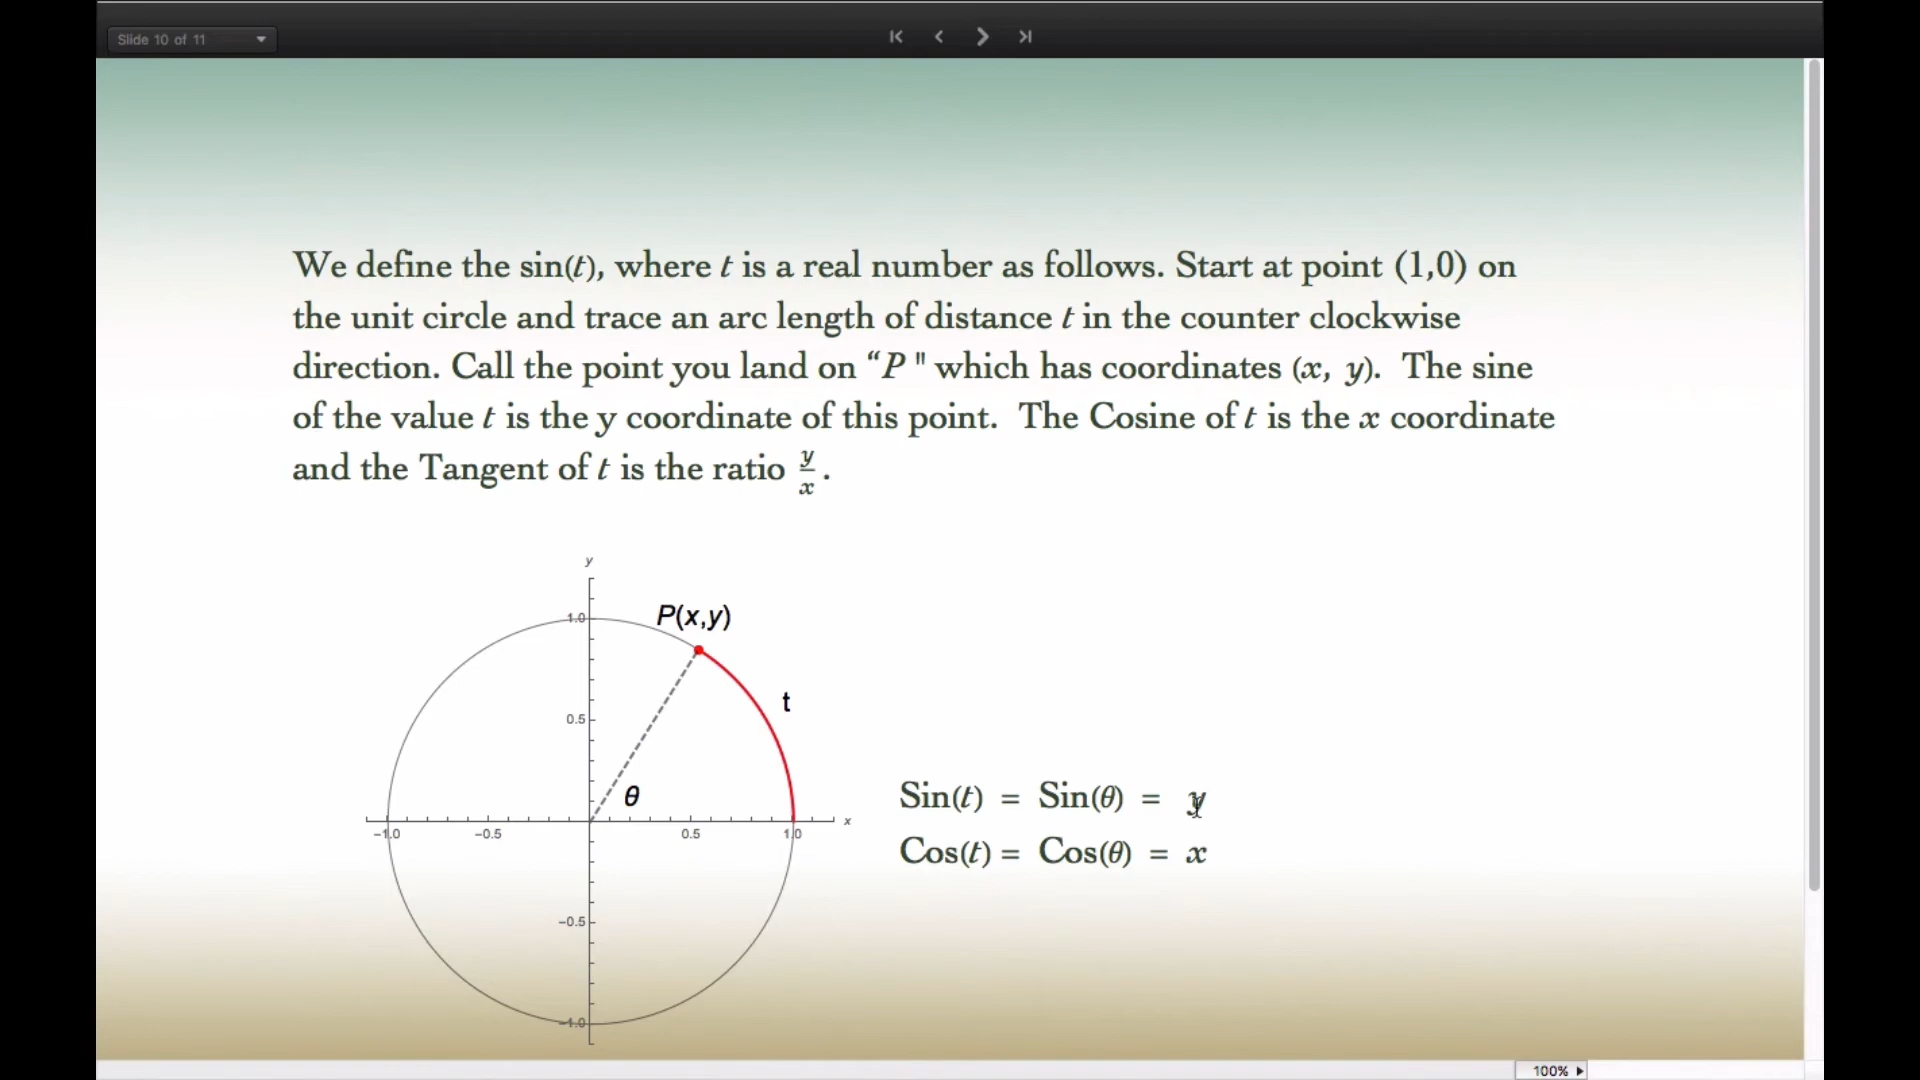 Slide 10 of 11
We define the sin(t), where t is a real number as follows. Start at point (1,0) on
the unit circle and trace an arc length of distance t in the counter clockwise
direction. Call the point you land on “P " which has coordinates (x, y). The sine
of the value t is the y coordinate of this point. The Cosine of t is the x coordinate
and the Tangent of t is the ratio y/x .
y
1.0
P(x,y)
0.5
t
θ
x
−1.0 −0.5 0.5 1.0
−0.5
−1.0
Sin(t) = Sin(θ) = y
Cos(t) = Cos(θ) = x
100%